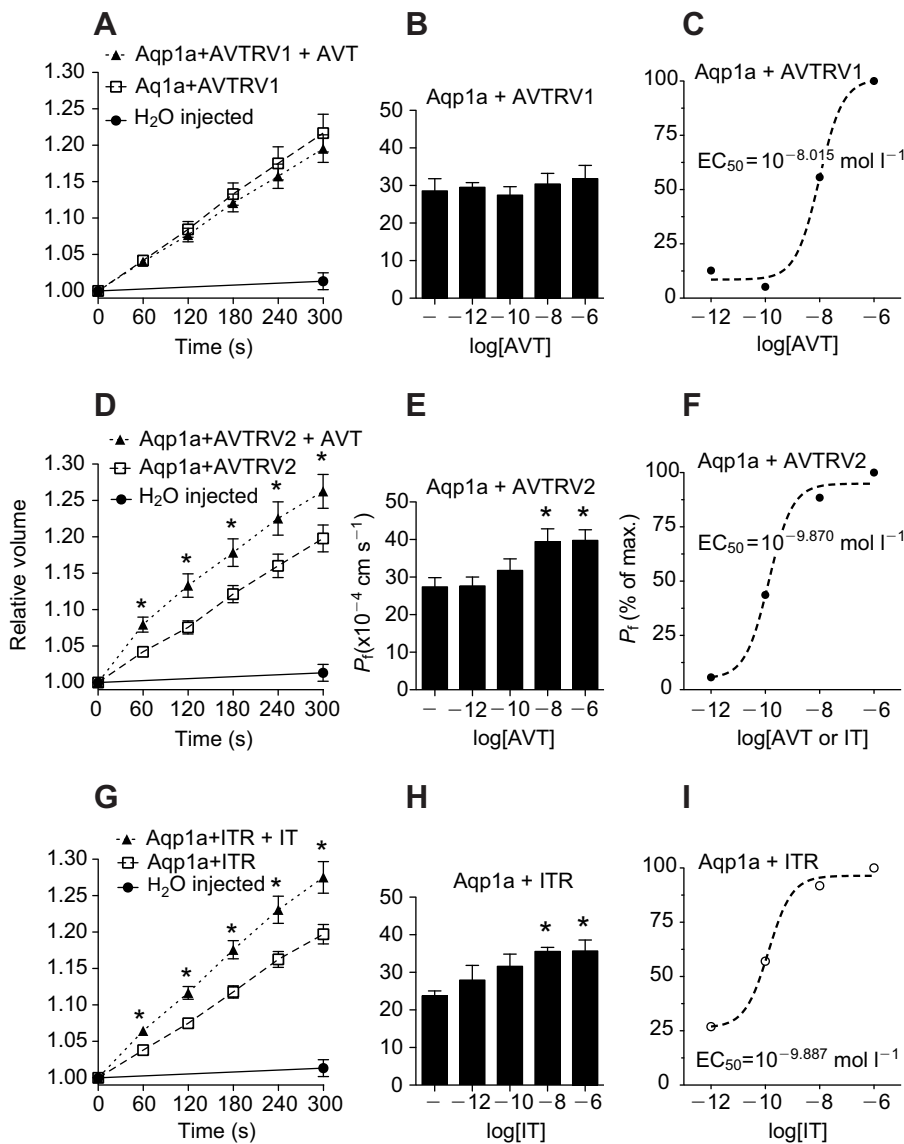 A
Aqp1a+AVTRV1 + AVT
Aq1a+AVTRV1
H₂O injected
1.30
1.25
1.20
1.15
1.10
1.05
1.00
0 60 120 180 240 300
Time (s)
B
Aqp1a + AVTRV1
50
40
30
20
10
0
− −12 −10 −8 −6
log[AVT]
C
Aqp1a + AVTRV1
100
75
50
25
0
EC₅₀=10⁻⁸·⁰¹⁵ mol l⁻¹
−12 −10 −8 −6
log[AVT]
D
Aqp1a+AVTRV2 + AVT
Aqp1a+AVTRV2
H₂O injected
1.30
1.25
1.20
1.15
1.10
1.05
1.00
* * * * *
Relative volume
0 60 120 180 240 300
Time (s)
E
Aqp1a + AVTRV2
50
40
30
20
10
0
* *
Pf(x10⁻⁴ cm s⁻¹)
− −12 −10 −8 −6
log[AVT]
F
Aqp1a + AVTRV2
100
75
50
25
0
EC₅₀=10⁻⁹·⁸⁷⁰ mol l⁻¹
Pf (% of max.)
−12 −10 −8 −6
log[AVT or IT]
G
Aqp1a+ITR + IT
Aqp1a+ITR
H₂O injected
1.30
1.25
1.20
1.15
1.10
1.05
1.00
* * * * *
0 60 120 180 240 300
Time (s)
H
Aqp1a + ITR
50
40
30
20
10
0
* *
− −12 −10 −8 −6
log[IT]
I
Aqp1a + ITR
100
75
50
25
0
EC₅₀=10⁻⁹·⁸⁸⁷ mol l⁻¹
−12 −10 −8 −6
log[IT]